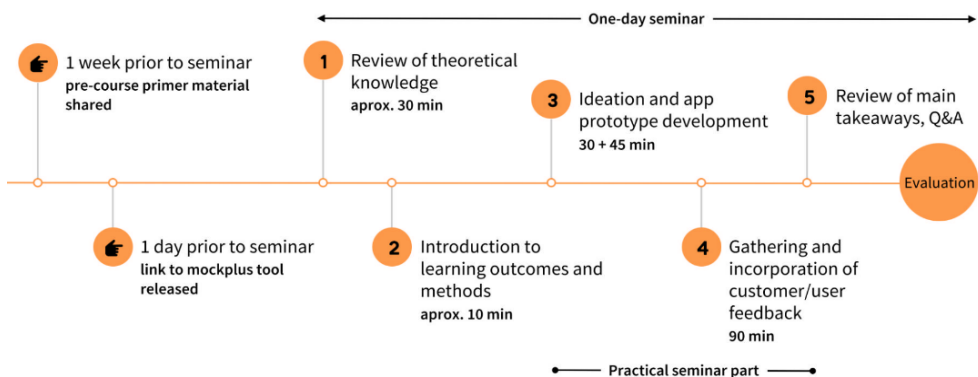 One-day seminar
1 week prior to seminar
pre-course primer material
shared
1
Review of theoretical
knowledge
aprox. 30 min
3
Ideation and app
prototype development
30 + 45 min
5
Review of main
takeaways, Q&A
Evaluation
1 day prior to seminar
link to mockplus tool
released
2
Introduction to
learning outcomes and
methods
aprox. 10 min
4
Gathering and
incorporation of
customer/user
feedback
90 min
Practical seminar part